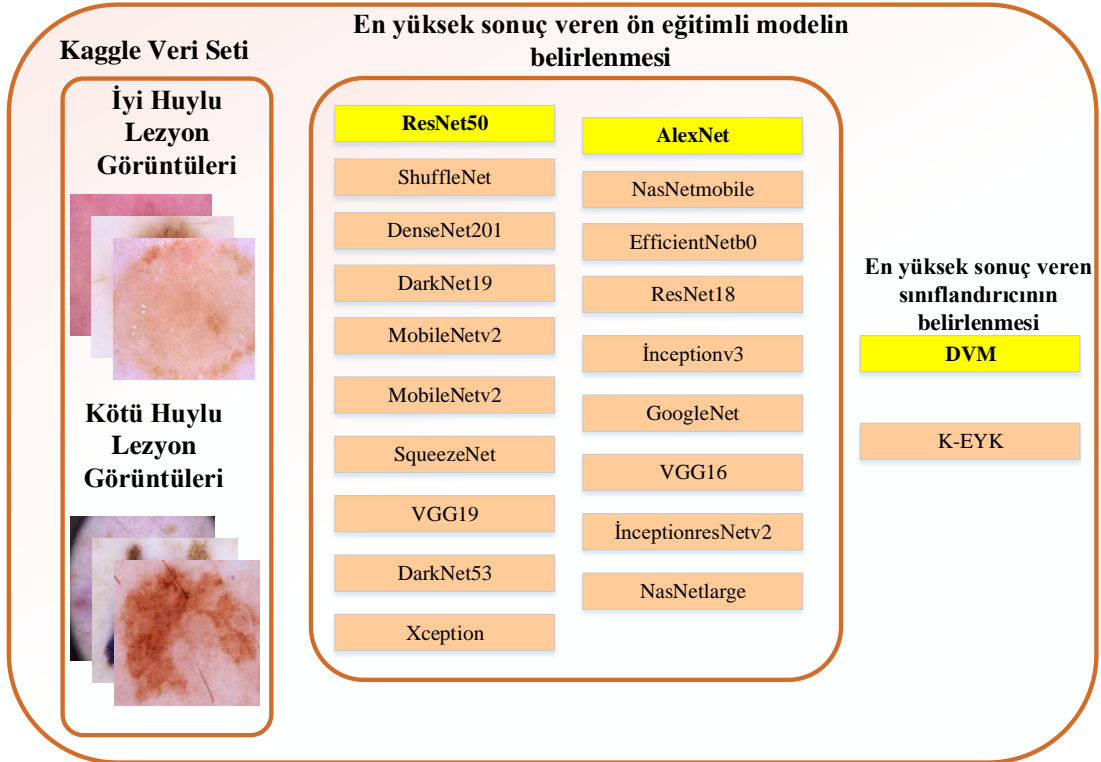 Kaggle Veri Seti
İyi Huylu
Lezyon
Görüntüleri
Kötü Huylu
Lezyon
Görüntüleri
En yüksek sonuç veren ön eğitimli modelin
belirlenmesi
ResNet50
ShuffleNet
DenseNet201
DarkNet19
MobileNetv2
MobileNetv2
SqueezeNet
VGG19
DarkNet53
Xception
AlexNet
NasNetmobile
EfficientNetb0
ResNet18
İnceptionv3
GoogleNet
VGG16
İnceptionresNetv2
NasNetlarge
En yüksek sonuç veren
sınıflandırıcının
belirlenmesi
DVM
K-EYK